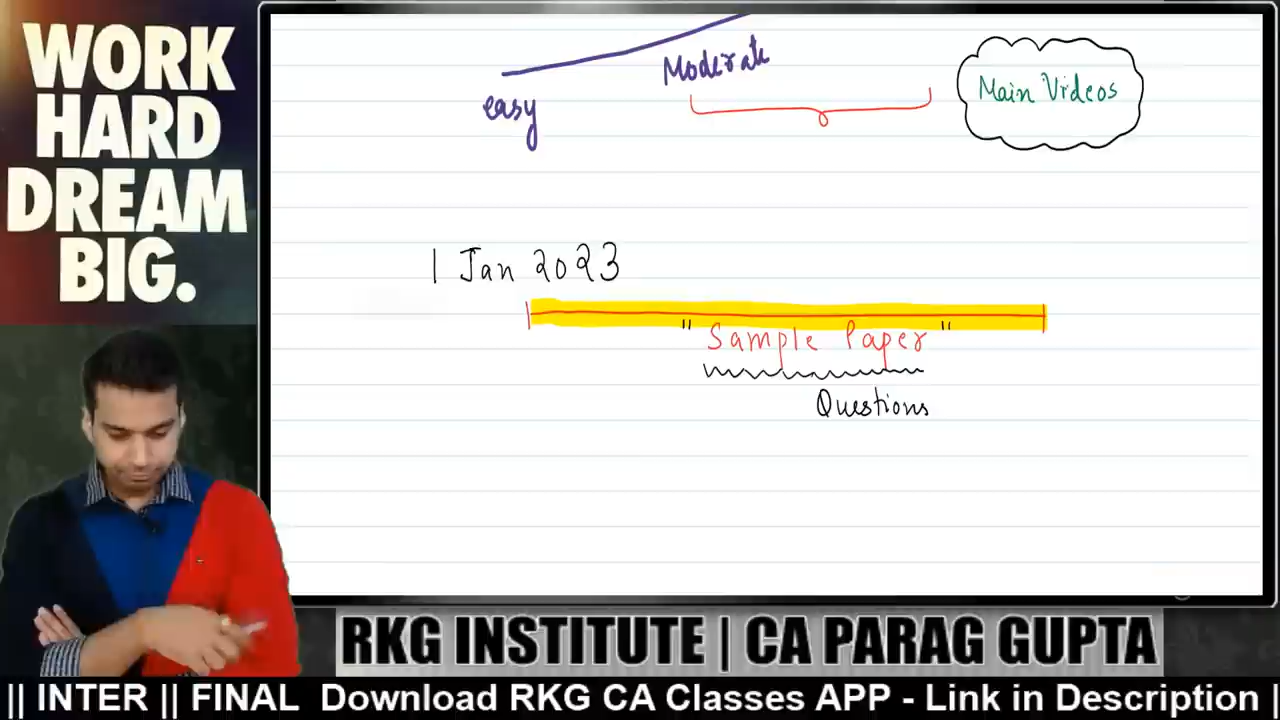 WORK
HARD
DREAM
BIG.
Moderate
easy
Main Videos
1 Jan 2023
" Sample Paper "
Questions
RKG INSTITUTE | CA PARAG GUPTA
|| INTER || FINAL Download RKG CA Classes APP - Link in Description |